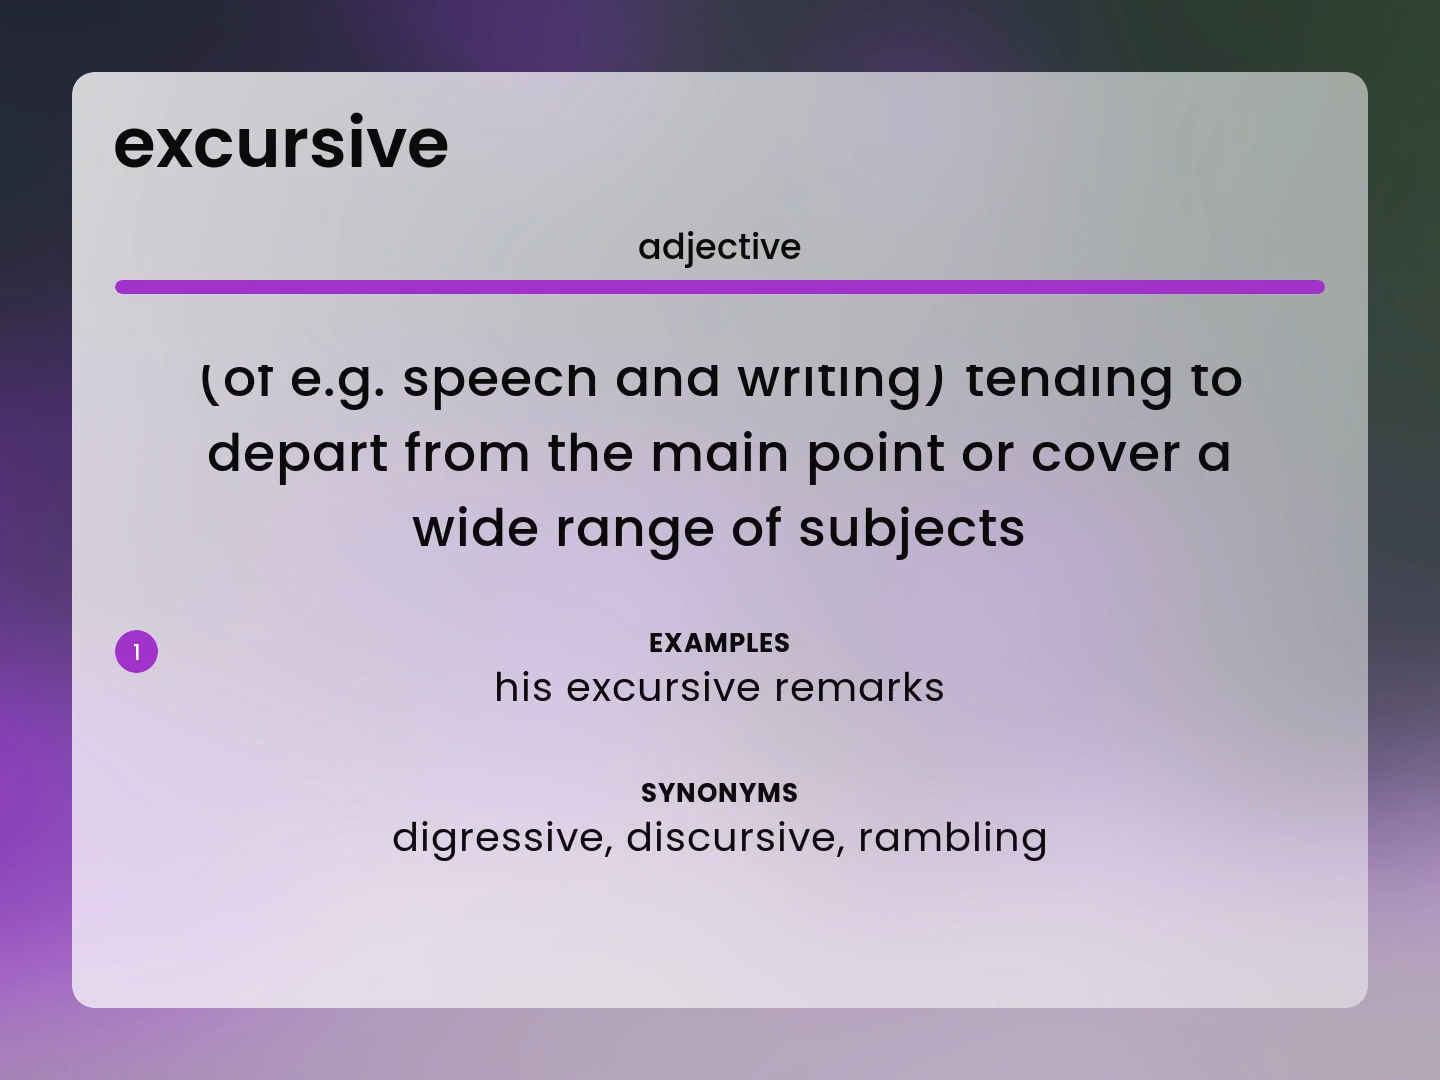 excursive
adjective
(of e.g. speech and writing) tending to
depart from the main point or cover a
wide range of subjects
1
EXAMPLES
his excursive remarks
SYNONYMS
digressive, discursive, rambling